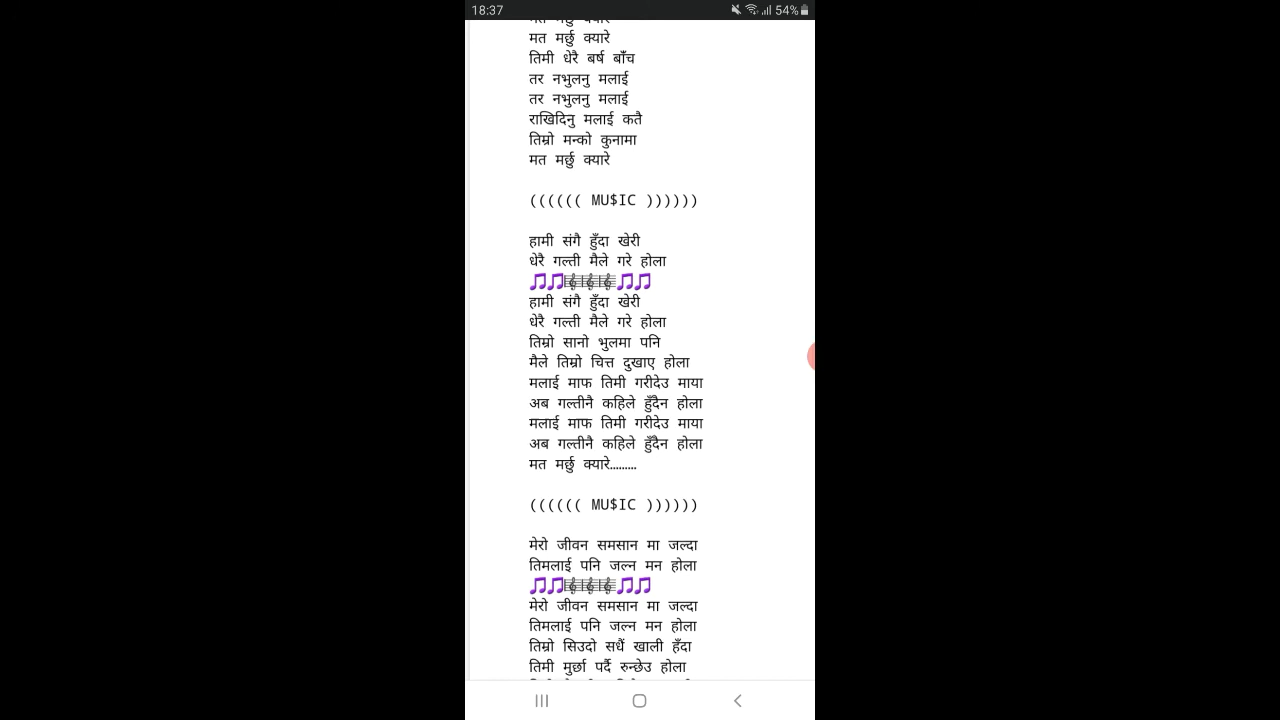 18:37 54%
मत मर्छु क्यारे
मत मर्छु क्यारे
तिमी धेरै बर्ष बाँच
तर नभुलनु मलाई
तर नभुलनु मलाई
राखिदिनु मलाई कतै
तिम्रो मन्को कुनामा
मत मर्छु क्यारे
(((((( MU$IC ))))))
हामी संगै हुँदा खेरी
धेरै गल्ती मैले गरे होला
🎵🎵🎼🎼🎼🎵🎵
हामी संगै हुँदा खेरी
धेरै गल्ती मैले गरे होला
तिम्रो सानो भुलमा पनि
मैले तिम्रो चित्त दुखाए होला
मलाई माफ तिमी गरीदेउ माया
अब गल्तीनै कहिले हुँदैन होला
मलाई माफ तिमी गरीदेउ माया
अब गल्तीनै कहिले हुँदैन होला
मत मर्छु क्यारे.........
(((((( MU$IC ))))))
मेरो जीवन समसान मा जल्दा
तिमलाई पनि जल्न मन होला
🎵🎵🎼🎼🎼🎵🎵
मेरो जीवन समसान मा जल्दा
तिमलाई पनि जल्न मन होला
तिम्रो सिउदो सधैं खाली हँदा
तिमी मुर्छा पर्दै रुन्छेउ होला